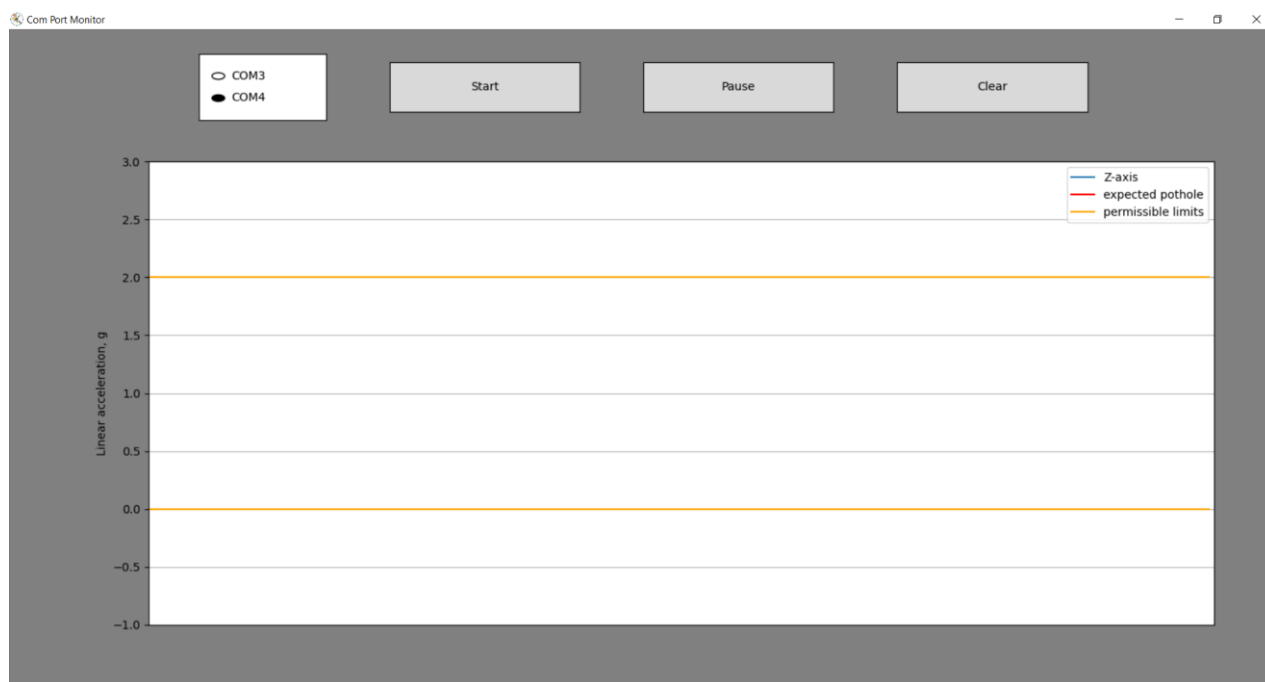 Com Port Monitor
COM3
COM4
Start
Pause
Clear
3.0
2.5
2.0
1.5
1.0
0.5
0.0
−0.5
−1.0
Linear acceleration, g
Z-axis
expected pothole
permissible limits